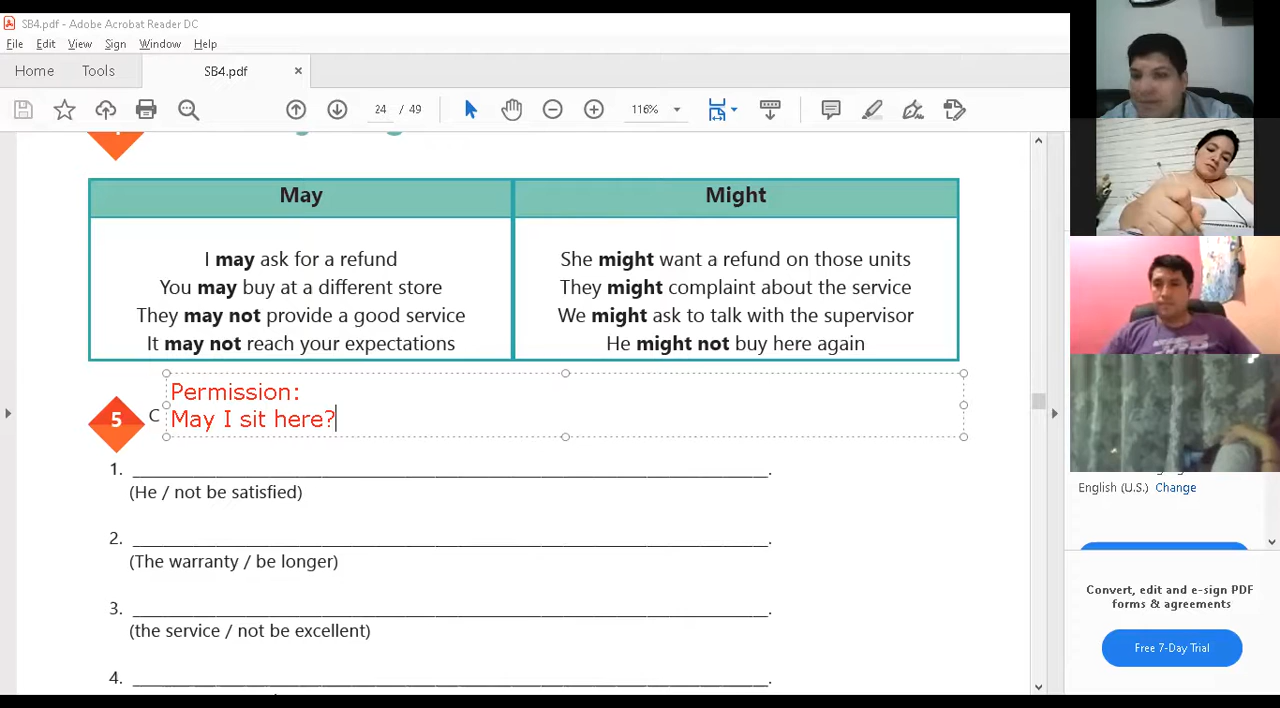 SB4.pdf - Adobe Acrobat Reader DC
File Edit View Sign Window Help
Home Tools SB4.pdf
24 / 49 116%
May Might
I may ask for a refund
You may buy at a different store
They may not provide a good service
It may not reach your expectations
She might want a refund on those units
They might complaint about the service
We might ask to talk with the supervisor
He might not buy here again
Permission:
5 C May I sit here?
1. ______________________________.
(He / not be satisfied)
2. ______________________________.
(The warranty / be longer)
3. ______________________________.
(the service / not be excellent)
4. ______________________________.
English (U.S.) Change
Convert, edit and e-sign PDF
forms & agreements
Free 7-Day Trial